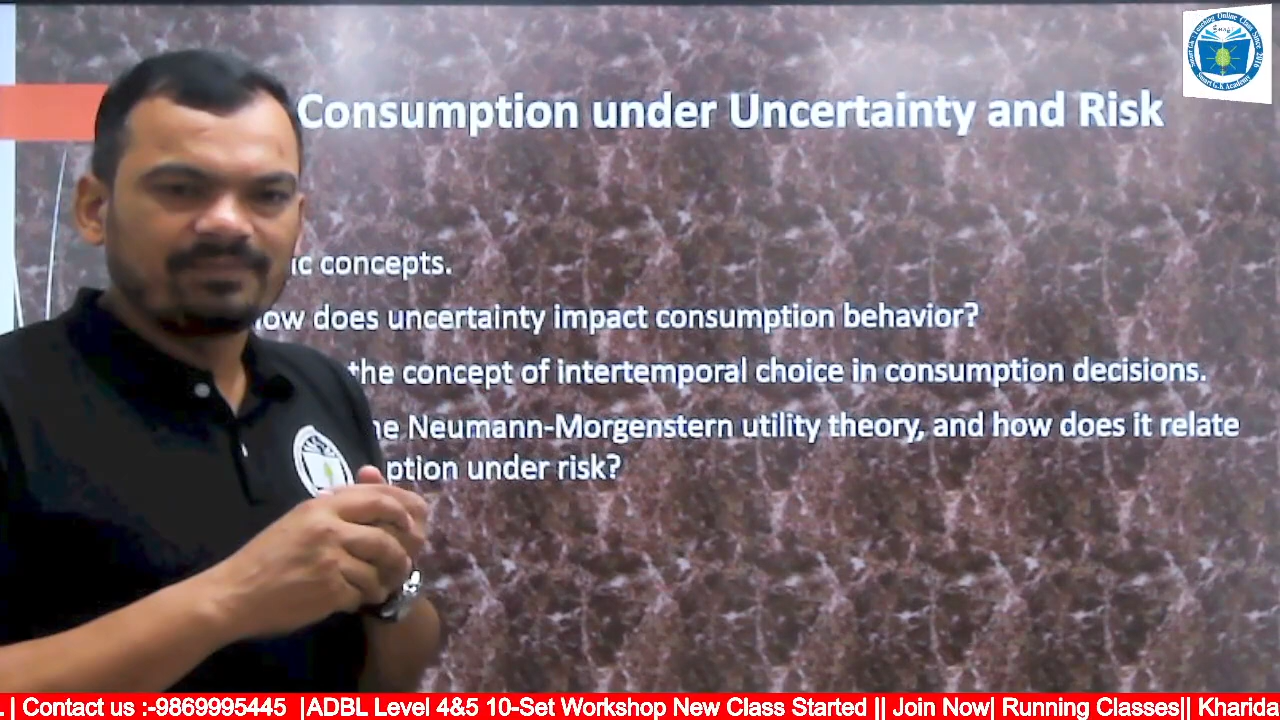 Consumption under Uncertainty and Risk
ic concepts.
ow does uncertainty impact consumption behavior?
the concept of intertemporal choice in consumption decisions.
he Neumann-Morgenstern utility theory, and how does it relate
ption under risk?
. | Contact us :-9869995445 |ADBL Level 4&5 10-Set Workshop New Class Started || Join Now| Running Classes|| Kharida